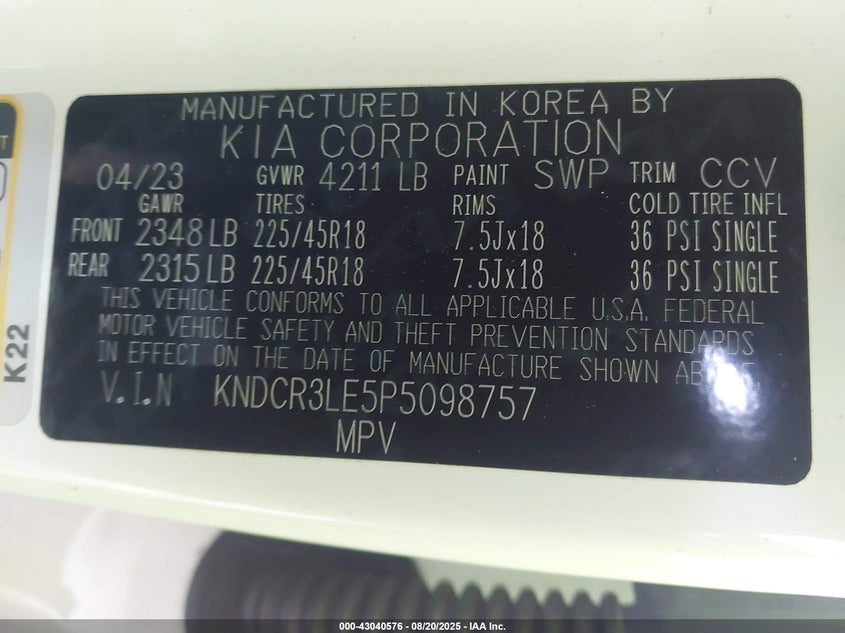 MANUFACTURED IN KOREA BY
KIA CORPORATION
04/23 GVWR 4211 LB PAINT SWP TRIM CCV
GAWR TIRES RIMS COLD TIRE INFL
FRONT 2348 LB 225/45R18 7.5Jx18 36 PSI SINGLE
REAR 2315 LB 225/45R18 7.5Jx18 36 PSI SINGLE
THIS VEHICLE CONFORMS TO ALL APPLICABLE U.S.A. FEDERAL
MOTOR VEHICLE SAFETY AND THEFT PREVENTION STANDARDS
IN EFFECT ON THE DATE OF MANUFACTURE SHOWN ABOVE
V.I.N KNDCR3LE5P5098757
MPV
K22
000-43040576 - 08/20/2025 - IAA Inc.